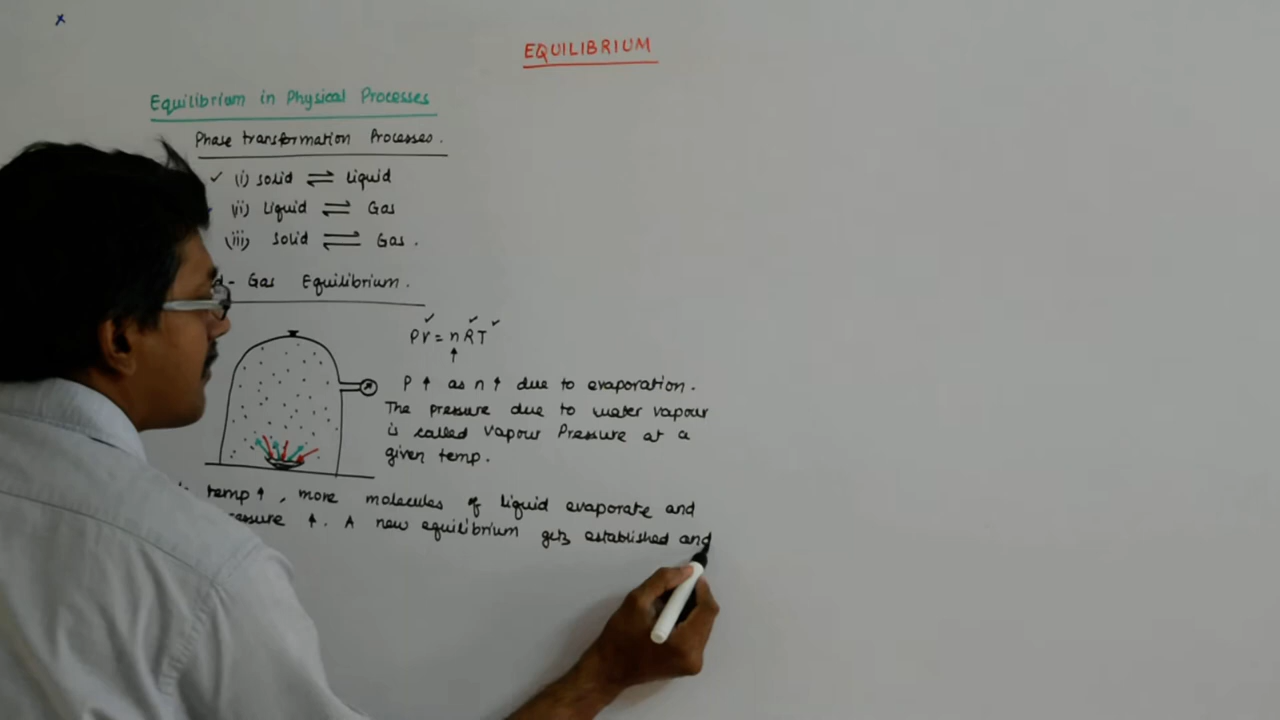 EQUILIBRIUM
Equilibrium in Physical Processes
Phase transformation Processes.
(i) Solid ⇌ Liquid
(ii) Liquid ⇌ Gas
(iii) Solid ⇌ Gas.
- Gas Equilibrium.
PV = nRT
P ↑ as n ↑ due to evaporation.
The pressure due to water vapour
is called Vapour Pressure at a
given temp.
temp ↑, more molecules of liquid evaporate and
↑. A new equilibrium gets established and